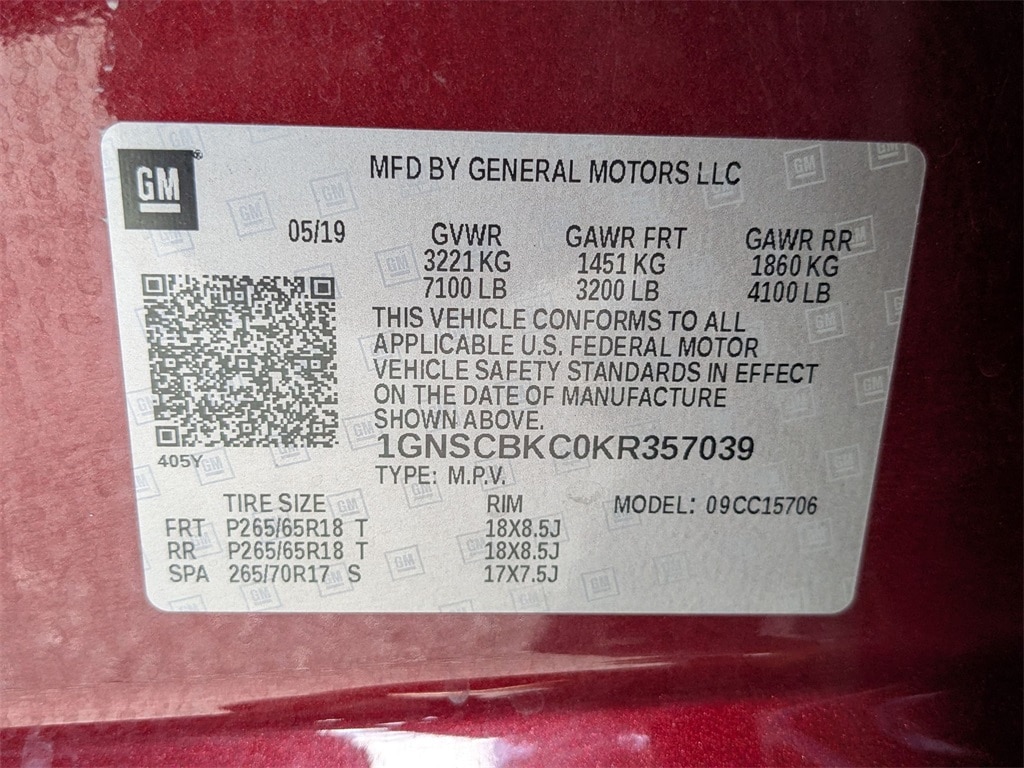 GM
MFD BY GENERAL MOTORS LLC
05/19 GVWR GAWR FRT GAWR RR
3221 KG 1451 KG 1860 KG
7100 LB 3200 LB 4100 LB
THIS VEHICLE CONFORMS TO ALL
APPLICABLE U.S. FEDERAL MOTOR
VEHICLE SAFETY STANDARDS IN EFFECT
ON THE DATE OF MANUFACTURE
SHOWN ABOVE.
1GNSCBKC0KR357039
405Y
TYPE: M.P.V.
TIRE SIZE RIM MODEL: 09CC15706
FRT P265/65R18 T 18X8.5J
RR P265/65R18 T 18X8.5J
SPA 265/70R17 S 17X7.5J